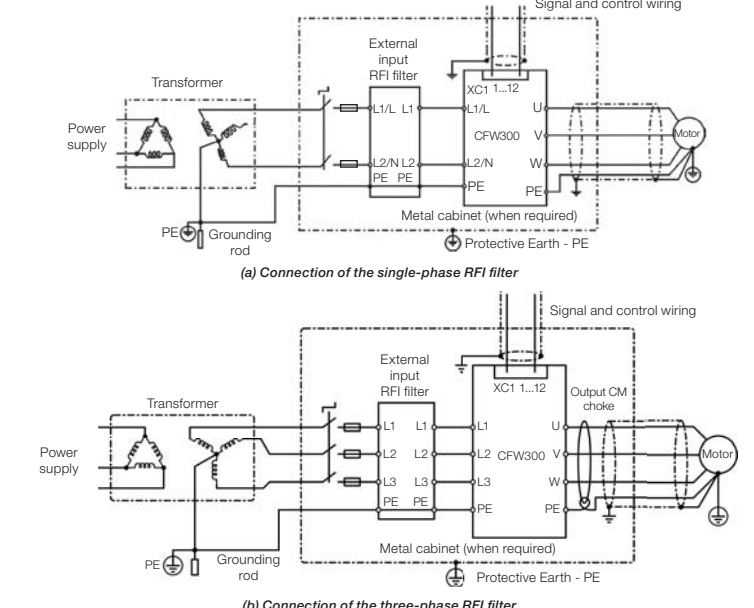 Signal and control wiring
External
input
RFI filter
Transformer
XC1 1...12
L1/L L1
L1/L
U
Power
supply
CFW300
V
Motor
L2/N L2
L2/N
W
PE PE
PE
PE
Metal cabinet (when required)
PE
Grounding
rod
Protective Earth - PE
(a) Connection of the single-phase RFI filter
Signal and control wiring
External
input
RFI filter
XC1 1...12
Output CM
choke
Transformer
L1 L1
L1
U
Power
supply
L2 L2
L2
CFW300
V
Motor
L3 L3
L3
W
PE PE
PE
PE
Metal cabinet (when required)
PE
Grounding
rod
Protective Earth - PE
(b) Connection of the three-phase RFI filter